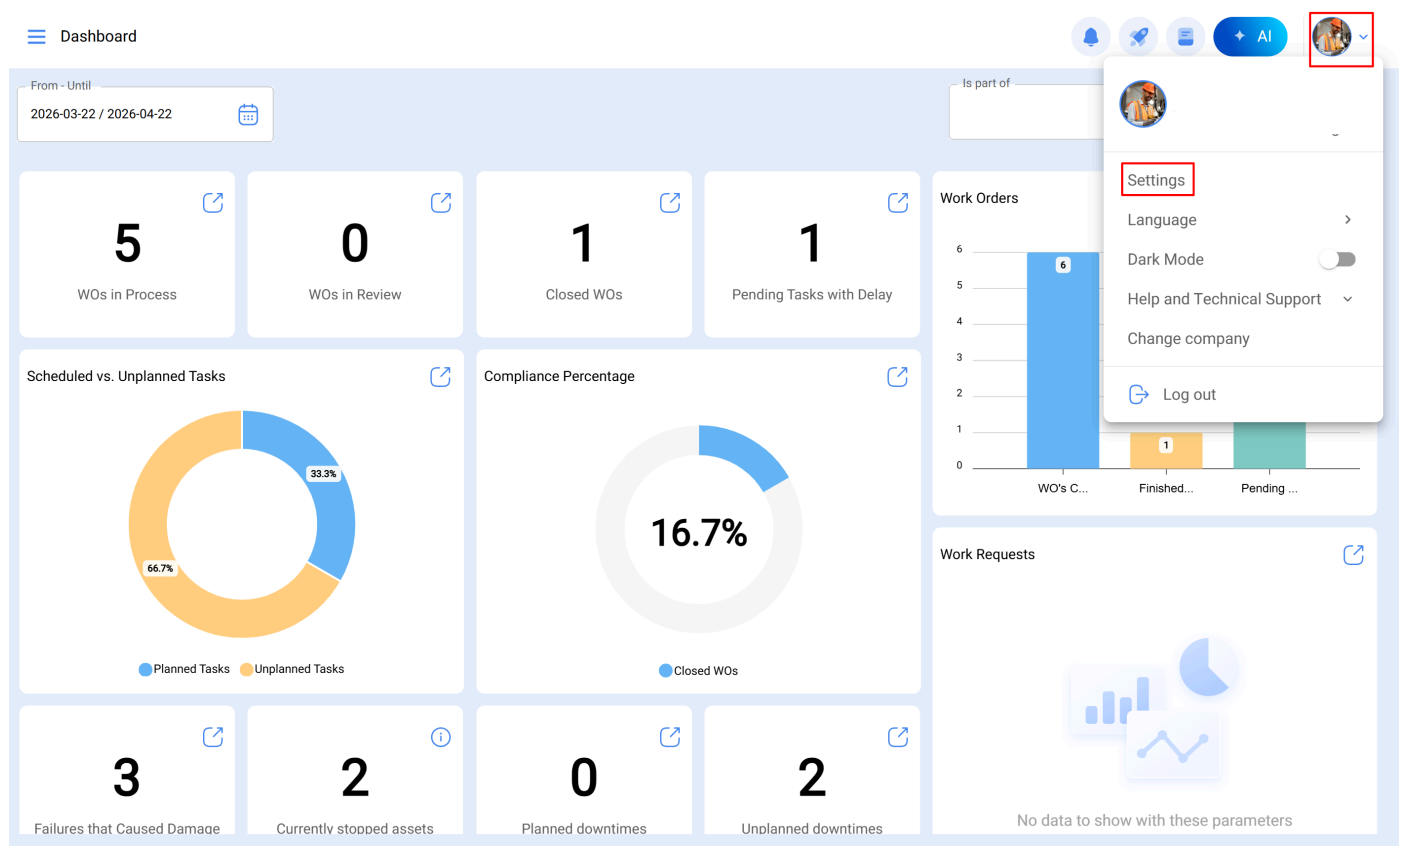 Dashboard
AI
From - Until
2026-03-22 / 2026-04-22
Is part of
Settings
Language
Dark Mode
Help and Technical Support
Change company
Log out
5
WOs in Process
0
WOs in Review
1
Closed WOs
1
Pending Tasks with Delay
Work Orders
6
5
4
3
2
1
0
6
1
WO's C...
Finished...
Pending ...
Scheduled vs. Unplanned Tasks
33.3%
66.7%
Planned Tasks
Unplanned Tasks
Compliance Percentage
16.7%
Closed WOs
Work Requests
No data to show with these parameters
3
Failures that Caused Damage
2
Currently stopped assets
0
Planned downtimes
2
Unplanned downtimes